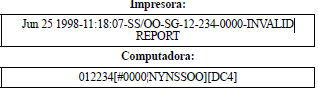 Impresora:
Jun 25 1998-11:18:07-SS/OO-SG-12-234-0000-INVALID
REPORT
Computadora:
012234[#0000¦NYNSSOO][DC4]